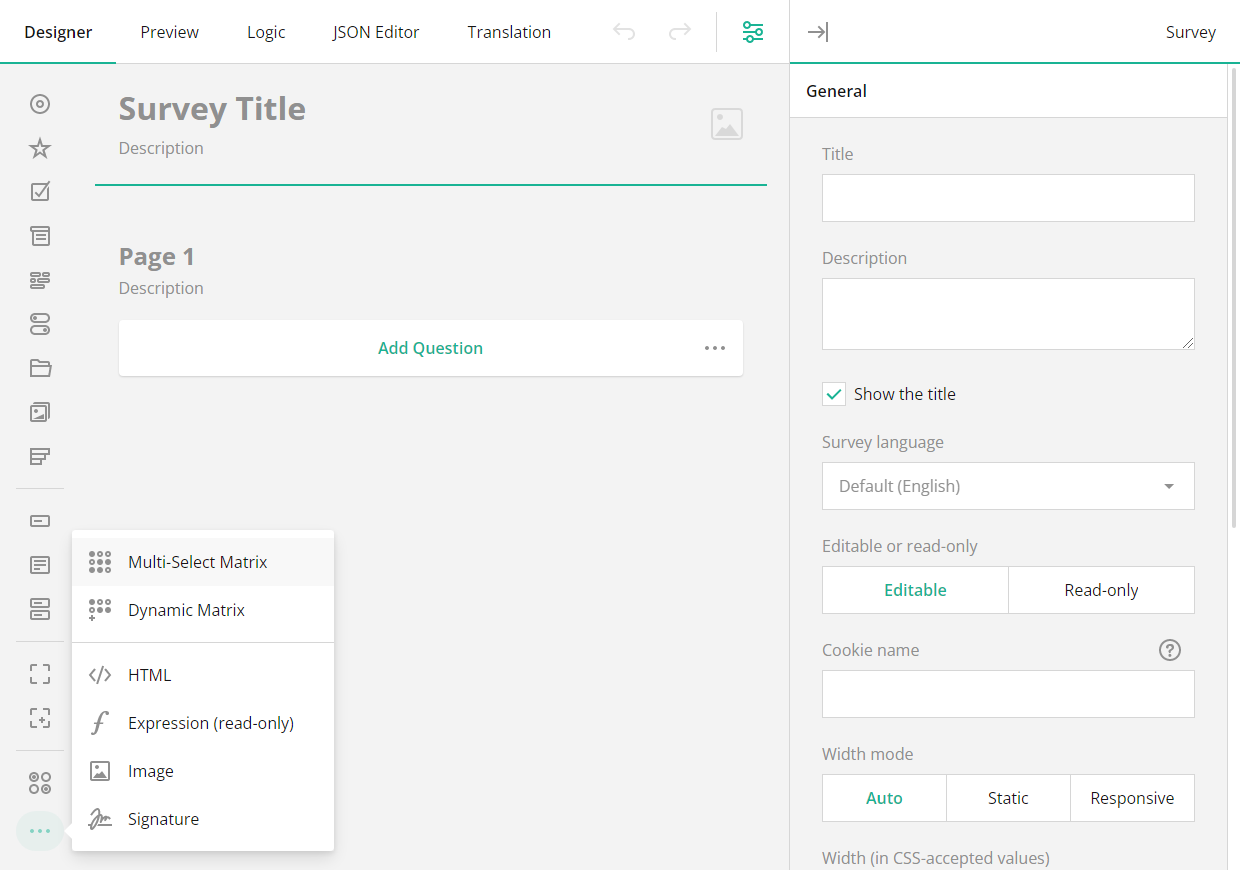 Designer Preview Logic JSON Editor Translation Survey
Survey Title
Description
Page 1
Description
Add Question
Multi-Select Matrix
Dynamic Matrix
HTML
Expression (read-only)
Image
Signature
General
Title
Description
Show the title
Survey language
Default (English)
Editable or read-only
Editable Read-only
Cookie name
Width mode
Auto Static Responsive
Width (in CSS-accepted values)